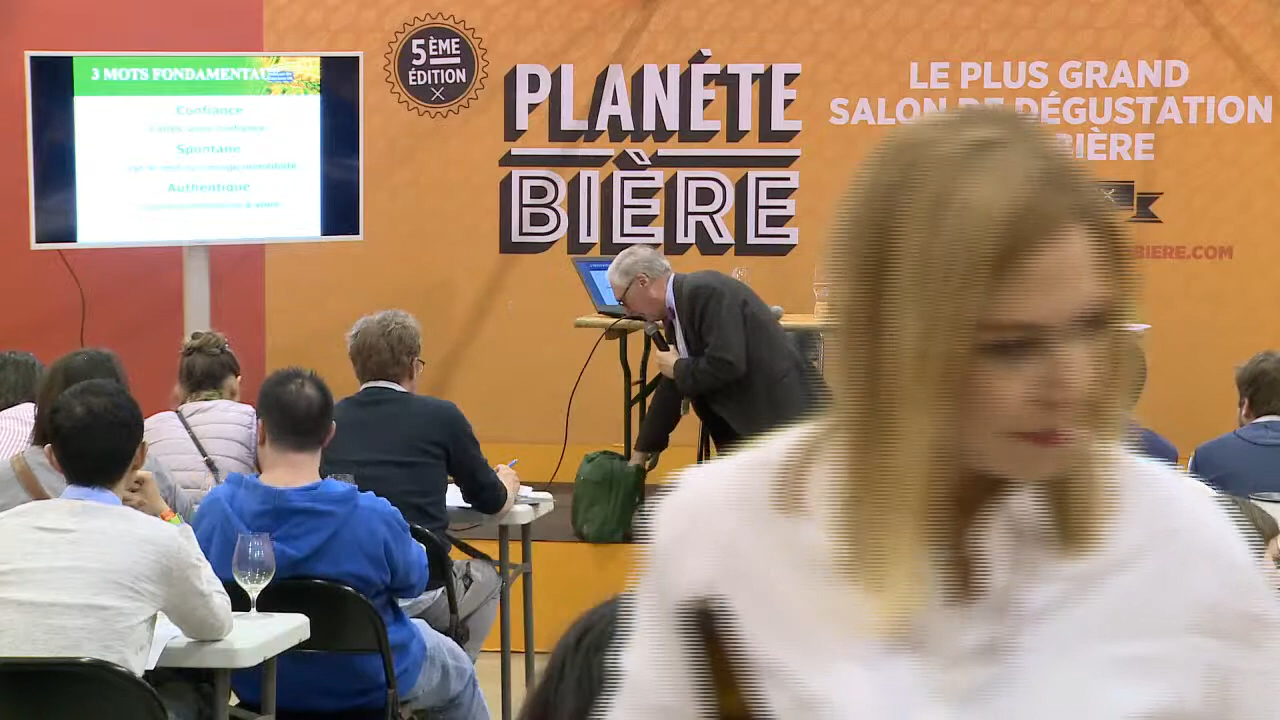 3 MOTS FONDAMENTAU
Confiance
Spontané
Authentique
5ÈME
ÉDITION
PLANÈTE
BIÈRE
LE PLUS GRAND
SALON DE DÉGUSTATION
BIÈRE
BIERE.COM